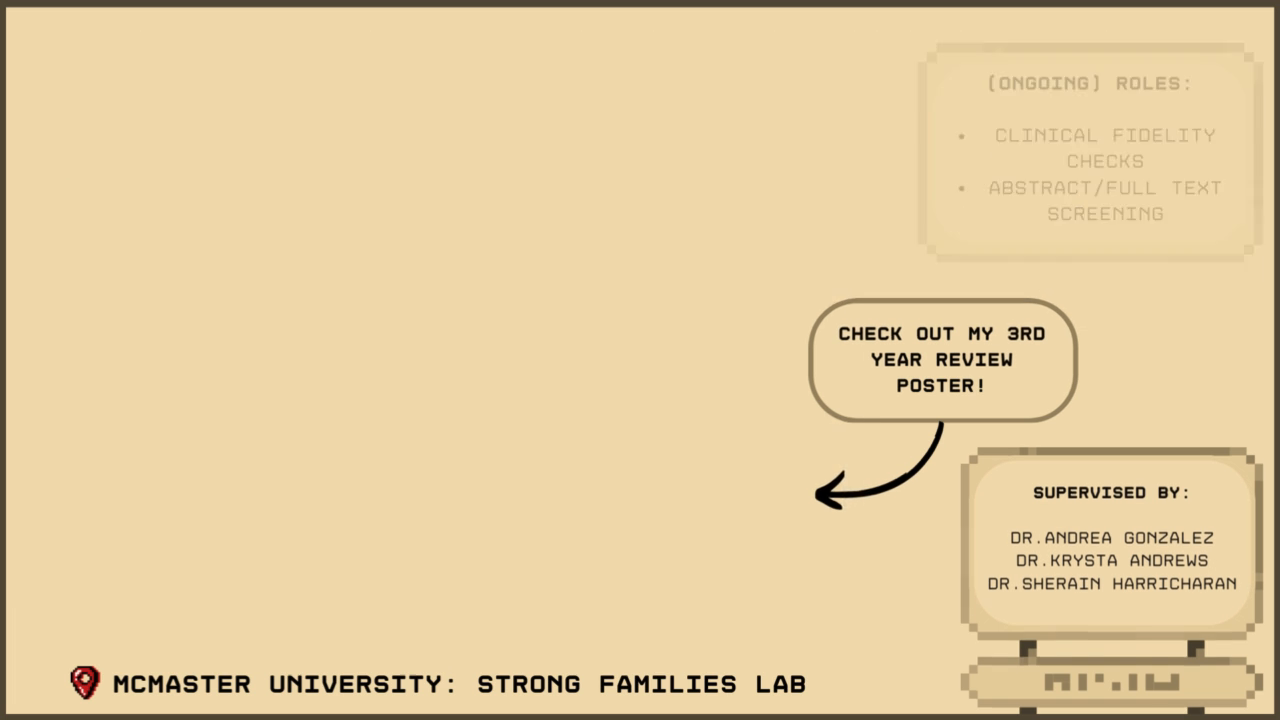 (ONGOING) ROLES:
• CLINICAL FIDELITY
CHECKS
• ABSTRACT/FULL TEXT
SCREENING
CHECK OUT MY 3RD
YEAR REVIEW
POSTER!
SUPERVISED BY:
DR.ANDREA GONZALEZ
DR.KRYSTA ANDREWS
DR.SHERAIN HARRICHARAN
MCMASTER UNIVERSITY: STRONG FAMILIES LAB